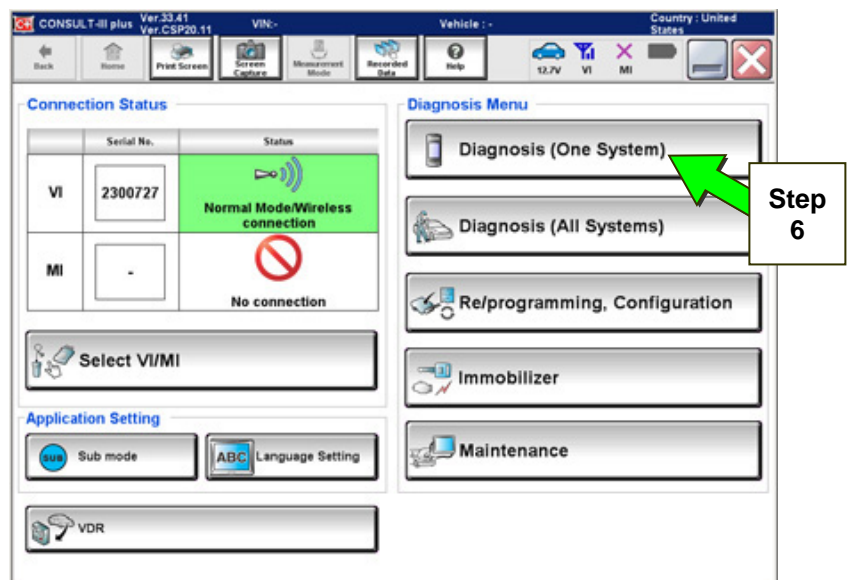 CONSULT-III plus Ver.33.41 Ver.CSP20.11 VIN:- Vehicle : - Country : United States
Back Home Print Screen Screen Capture Measurement Mode Recorded Data Help 12.7V VI MI
Connection Status
Serial No. Status
VI 2300727 Normal Mode/Wireless connection
MI - No connection
Select VI/MI
Application Setting
SUB Sub mode ABC Language Setting
VDR
Diagnosis Menu
Diagnosis (One System)
Diagnosis (All Systems)
Re/programming, Configuration
Immobilizer
Maintenance
Step
6